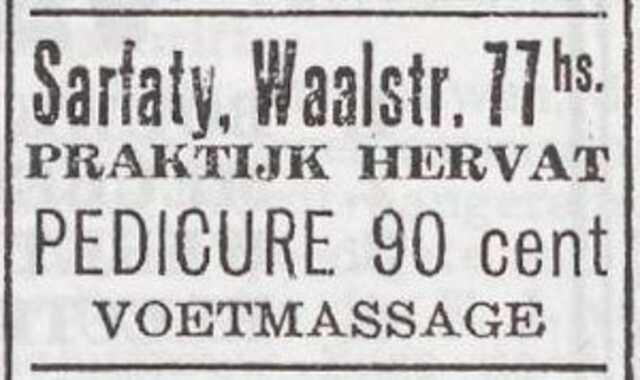 Sarfaty, Waalstr. 77hs.
PRAKTIJK HERVAT
PEDICURE 90 cent
VOETMASSAGE